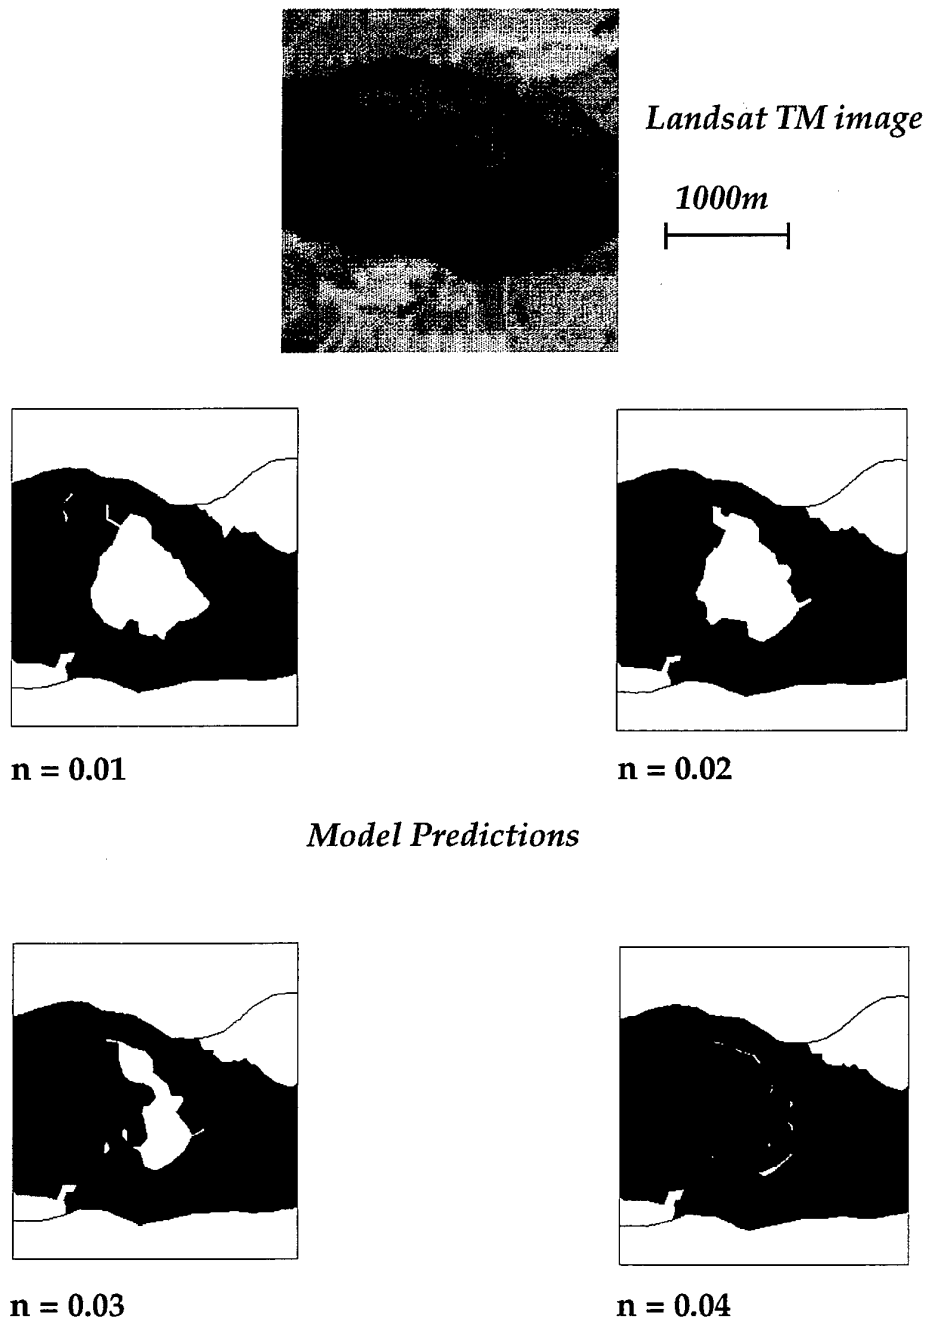 Landsat TM image
1000m
n = 0.01
n = 0.02
Model Predictions
n = 0.03
n = 0.04